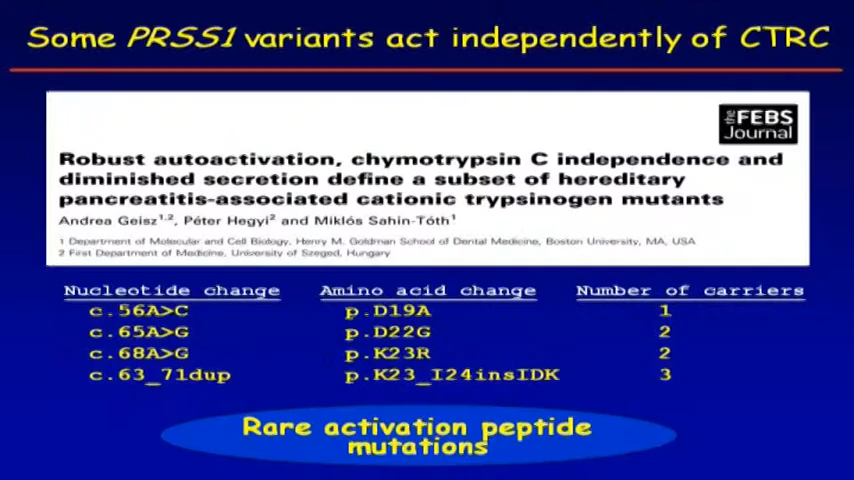 Some PRSS1 variants act independently of CTRC
the FEBS
Journal
Robust autoactivation, chymotrypsin C independence and
diminished secretion define a subset of hereditary
pancreatitis-associated cationic trypsinogen mutants
Andrea Geisz1,2, Péter Hegyi2 and Miklós Sahin-Tóth1
1 Department of Molecular and Cell Biology, Henry M. Goldman School of Dental Medicine, Boston University, MA, USA
2 First Department of Medicine, University of Szeged, Hungary
Nucleotide change Amino acid change Number of carriers
c.56A>C p.D19A 1
c.65A>G p.D22G 2
c.68A>G p.K23R 2
c.63_71dup p.K23_I24insIDK 3
Rare activation peptide
mutations